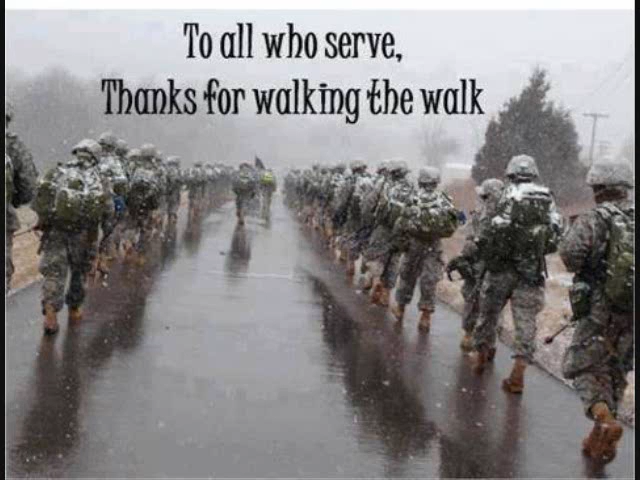 To all who serve,
Thanks for walking the walk